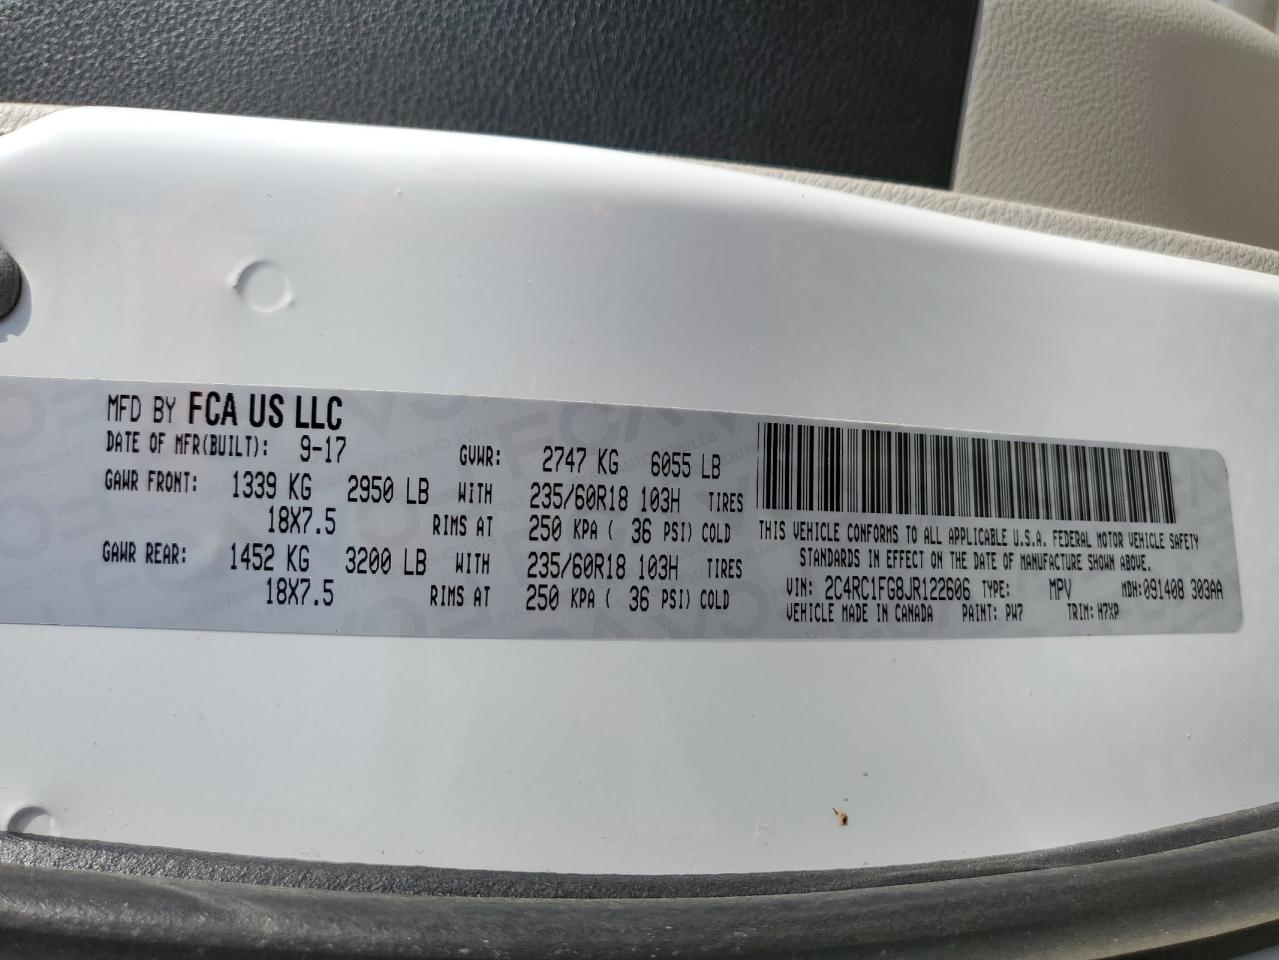 MFD BY FCA US LLC
DATE OF MFR(BUILT): 9-17 GVWR: 2747 KG 6055 LB
GAWR FRONT: 1339 KG 2950 LB WITH 235/60R18 103H TIRES
18X7.5 RIMS AT 250 KPA ( 36 PSI) COLD
GAWR REAR: 1452 KG 3200 LB WITH 235/60R18 103H TIRES
18X7.5 RIMS AT 250 KPA ( 36 PSI) COLD
THIS VEHICLE CONFORMS TO ALL APPLICABLE U.S.A. FEDERAL MOTOR VEHICLE SAFETY
STANDARDS IN EFFECT ON THE DATE OF MANUFACTURE SHOWN ABOVE.
VIN: 2C4RC1FG8JR122606 TYPE: MPV MDH:091408 303AA
VEHICLE MADE IN CANADA PAINT: PW7 TRIM: H7XP